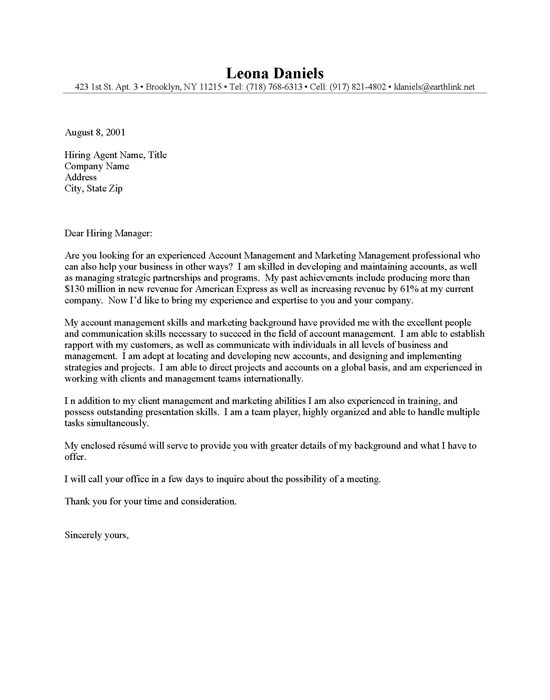 Leona Daniels
423 1st St. Apt. 3 • Brooklyn, NY 11215 • Tel: (718) 768-6313 • Cell: (917) 821-4802 • ldaniels@earthlink.net
August 8, 2001
Hiring Agent Name, Title
Company Name
Address
City, State Zip
Dear Hiring Manager:
Are you looking for an experienced Account Management and Marketing Management professional who
can also help your business in other ways?  I am skilled in developing and maintaining accounts, as well
as managing strategic partnerships and programs.  My past achievements include producing more than
$130 million in new revenue for American Express as well as increasing revenue by 61% at my current
company.  Now I'd like to bring my experience and expertise to you and your company.
My account management skills and marketing background have provided me with the excellent people
and communication skills necessary to succeed in the field of account management.  I am able to establish
rapport with my customers, as well as communicate with individuals in all levels of business and
management.  I am adept at locating and developing new accounts, and designing and implementing
strategies and projects.  I am able to direct projects and accounts on a global basis, and am experienced in
working with clients and management teams internationally.
I n addition to my client management and marketing abilities I am also experienced in training, and
possess outstanding presentation skills.  I am a team player, highly organized and able to handle multiple
tasks simultaneously.
My enclosed résumé will serve to provide you with greater details of my background and what I have to
offer.
I will call your office in a few days to inquire about the possibility of a meeting.
Thank you for your time and consideration.
Sincerely yours,